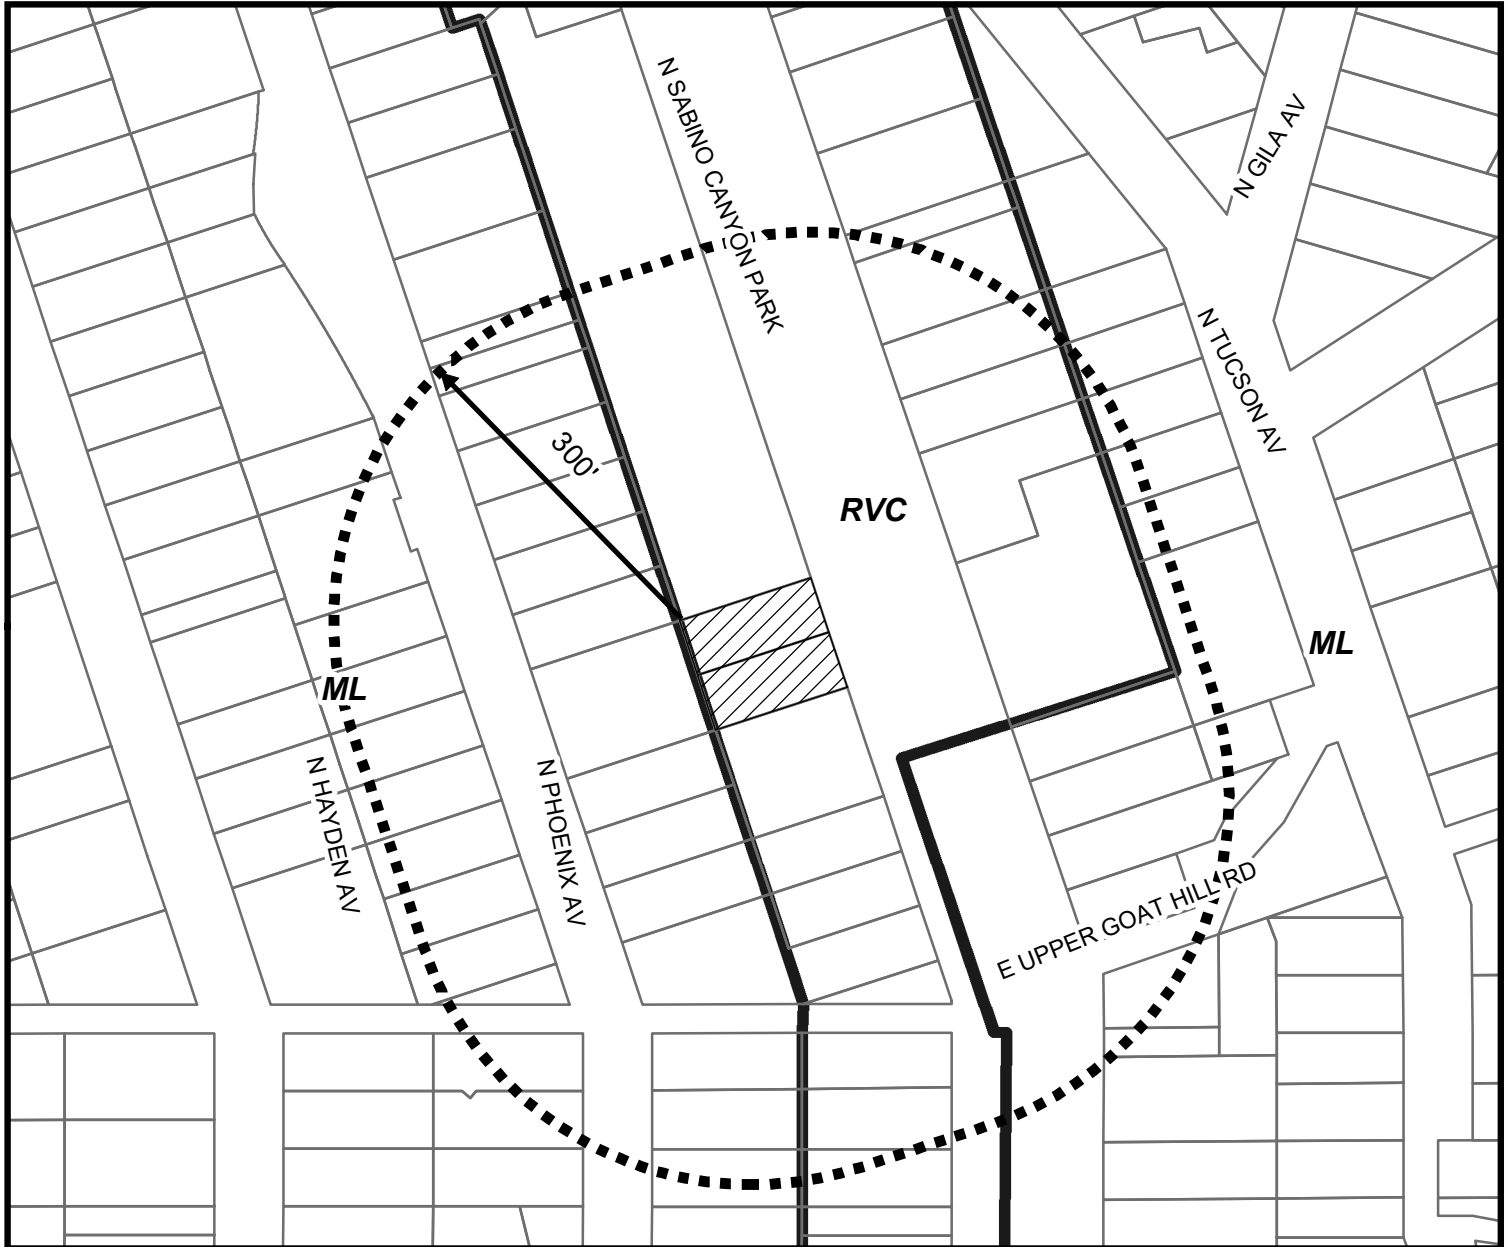 N SABINO CANYON PARK
N GILA AV
N TUCSON AV
300'
RVC
ML
ML
N HAYDEN AV
N PHOENIX AV
E UPPER GOAT HILL RD